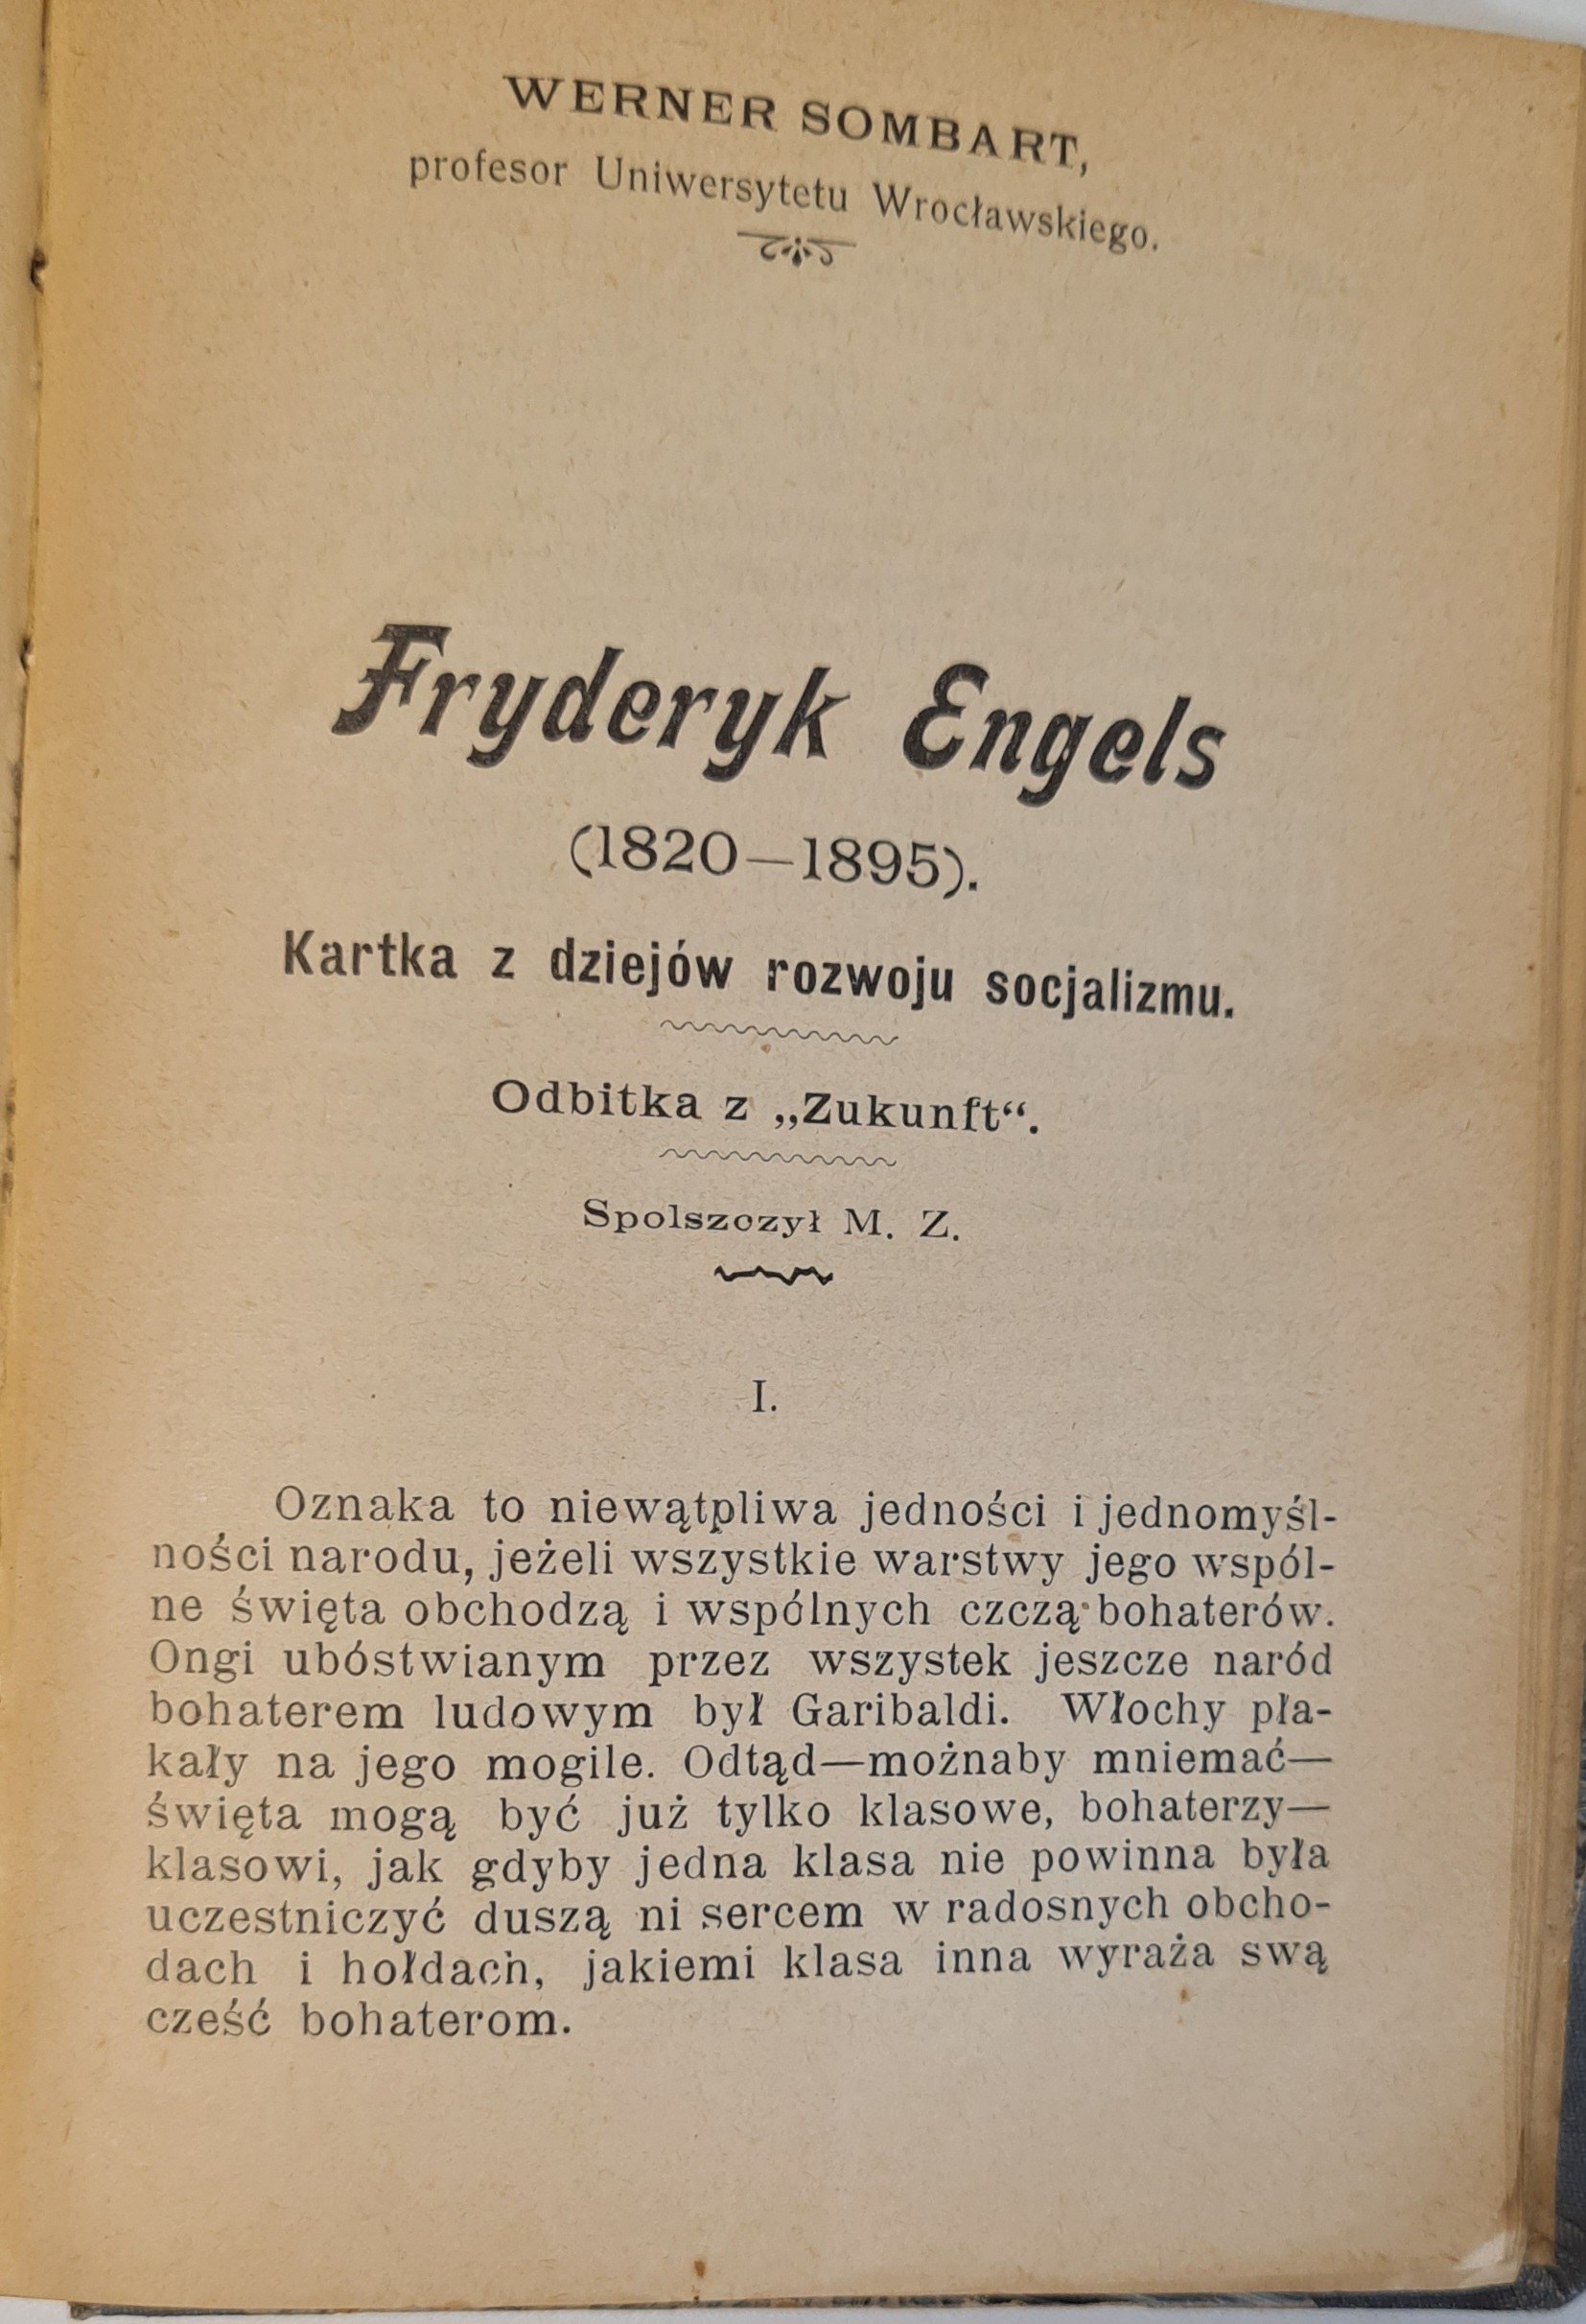 WERNER SOMBART,
profesor Uniwersytetu Wrocławskiego.
Fryderyk Engels
(1820—1895).
Kartka z dziejów rozwoju socjalizmu.
Odbitka z „Zukunft“.
Spolszczył M. Z.
I.
Oznaka to niewątpliwa jedności i jednomyśl-
ności narodu, jeżeli wszystkie warstwy jego wspól-
ne święta obchodzą i wspólnych czczą bohaterów.
Ongi ubóstwianym przez wszystek jeszcze naród
bohaterem ludowym był Garibaldi. Włochy pła-
kały na jego mogile. Odtąd—możnaby mniemać—
święta mogą być już tylko klasowe, bohaterzy—
klasowi, jak gdyby jedna klasa nie powinna była
uczestniczyć duszą ni sercem w radosnych obcho-
dach i hołdach, jakiemi klasa inna wyraża swą
cześć bohaterom.